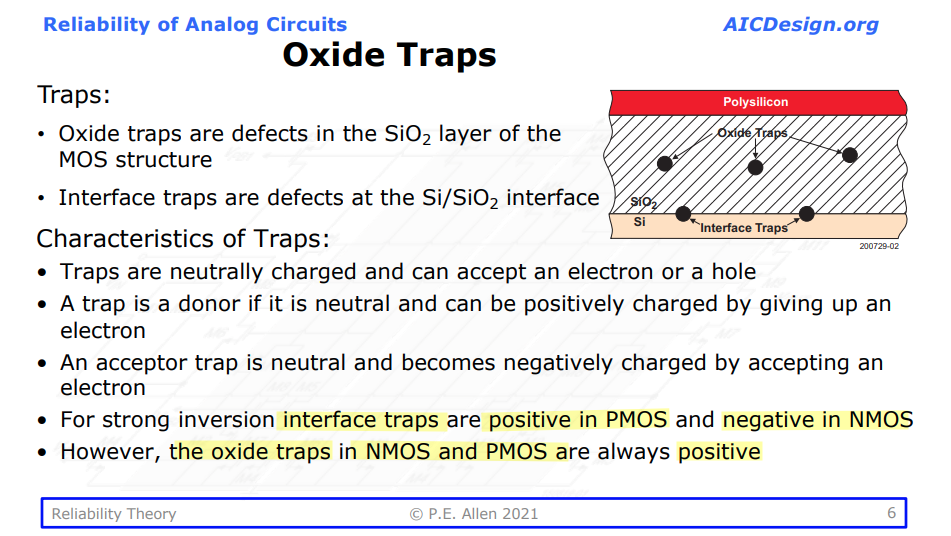 Reliability of Analog Circuits
AICDesign.org
Oxide Traps
Traps:
• Oxide traps are defects in the SiO₂ layer of the
MOS structure
• Interface traps are defects at the Si/SiO₂ interface
Polysilicon
Oxide Traps
SiO₂
Si
Interface Traps
200729-02
Characteristics of Traps:
• Traps are neutrally charged and can accept an electron or a hole
• A trap is a donor if it is neutral and can be positively charged by giving up an
electron
• An acceptor trap is neutral and becomes negatively charged by accepting an
electron
• For strong inversion interface traps are positive in PMOS and negative in NMOS
• However, the oxide traps in NMOS and PMOS are always positive
Reliability Theory
© P.E. Allen 2021
6